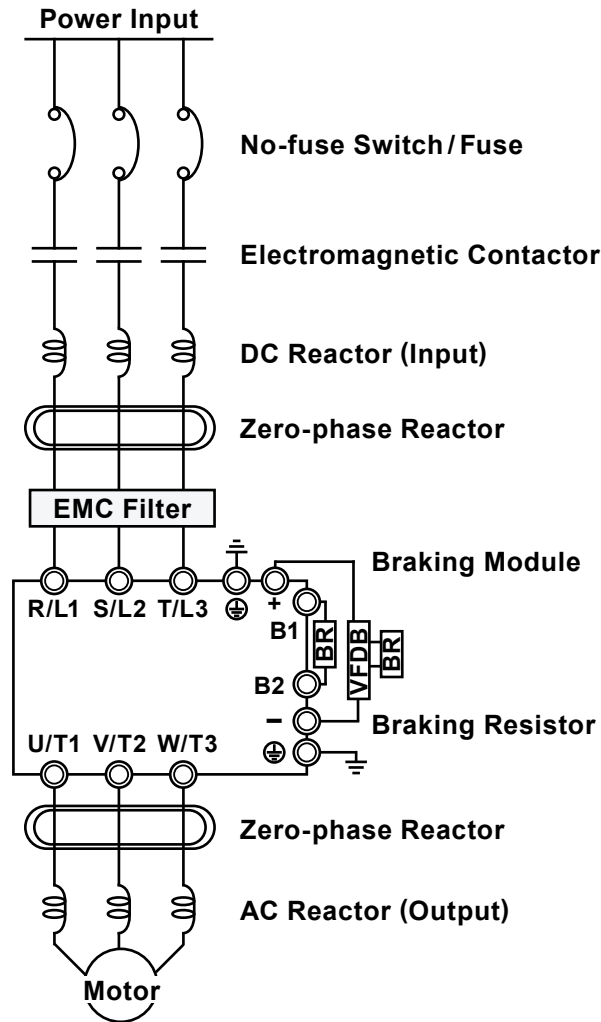 Power Input
No-fuse Switch / Fuse
Electromagnetic Contactor
DC Reactor (Input)
Zero-phase Reactor
EMC Filter
Braking Module
R/L1 S/L2 T/L3
+
B1
BR
VFDB
BR
B2
−
Braking Resistor
U/T1 V/T2 W/T3
Zero-phase Reactor
AC Reactor (Output)
Motor